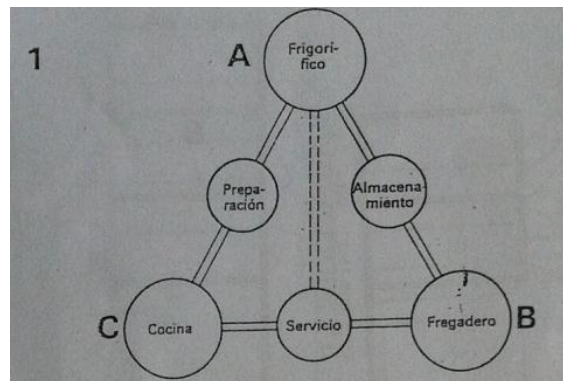 1
A
Frigorí-
fico
Prepa-
ración
Almacena-
miento
C
Cocina
Servicio
Fregadero
B